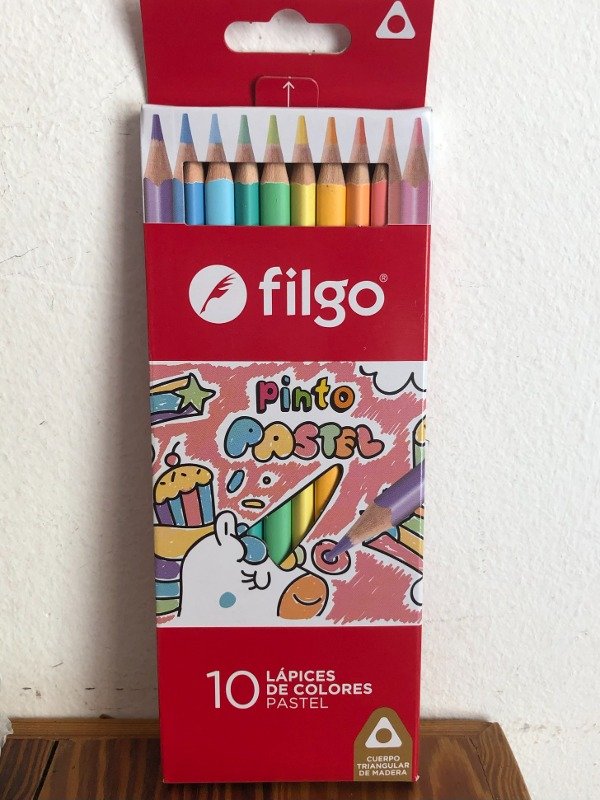 filgo®
Pinto
PASTEL
10 LÁPICES
DE COLORES
PASTEL
CUERPO
TRIANGULAR
DE MADERA